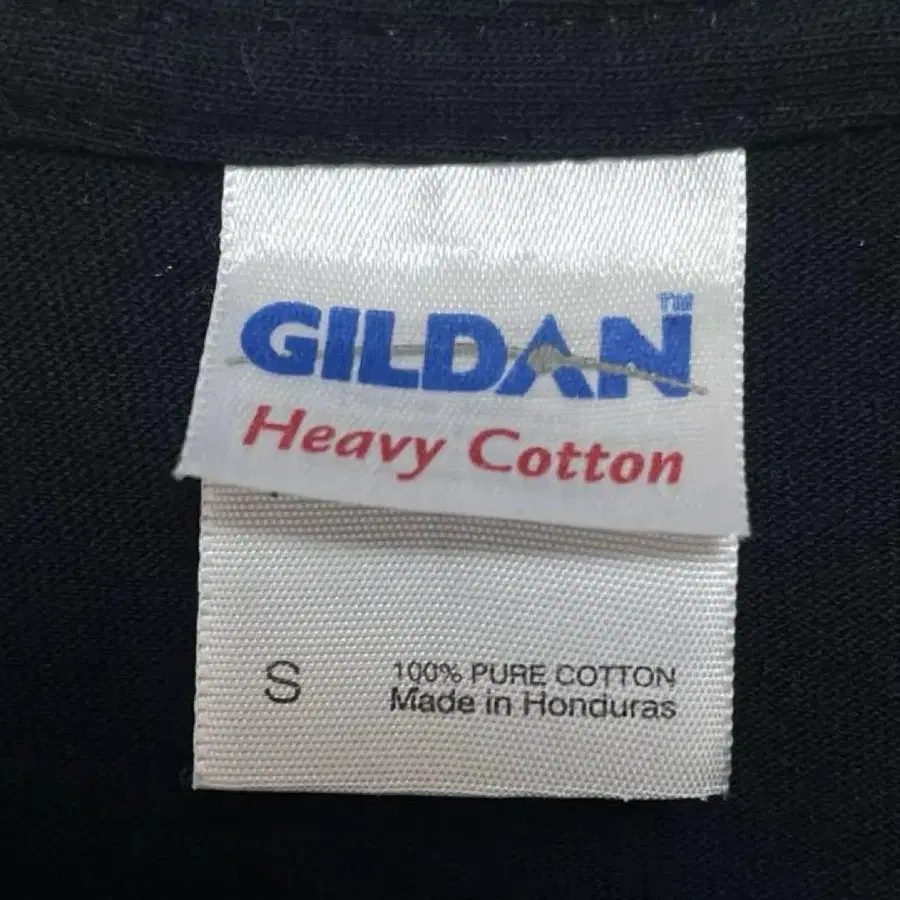 GILDAN™
Heavy Cotton
S
100% PURE COTTON
Made in Honduras